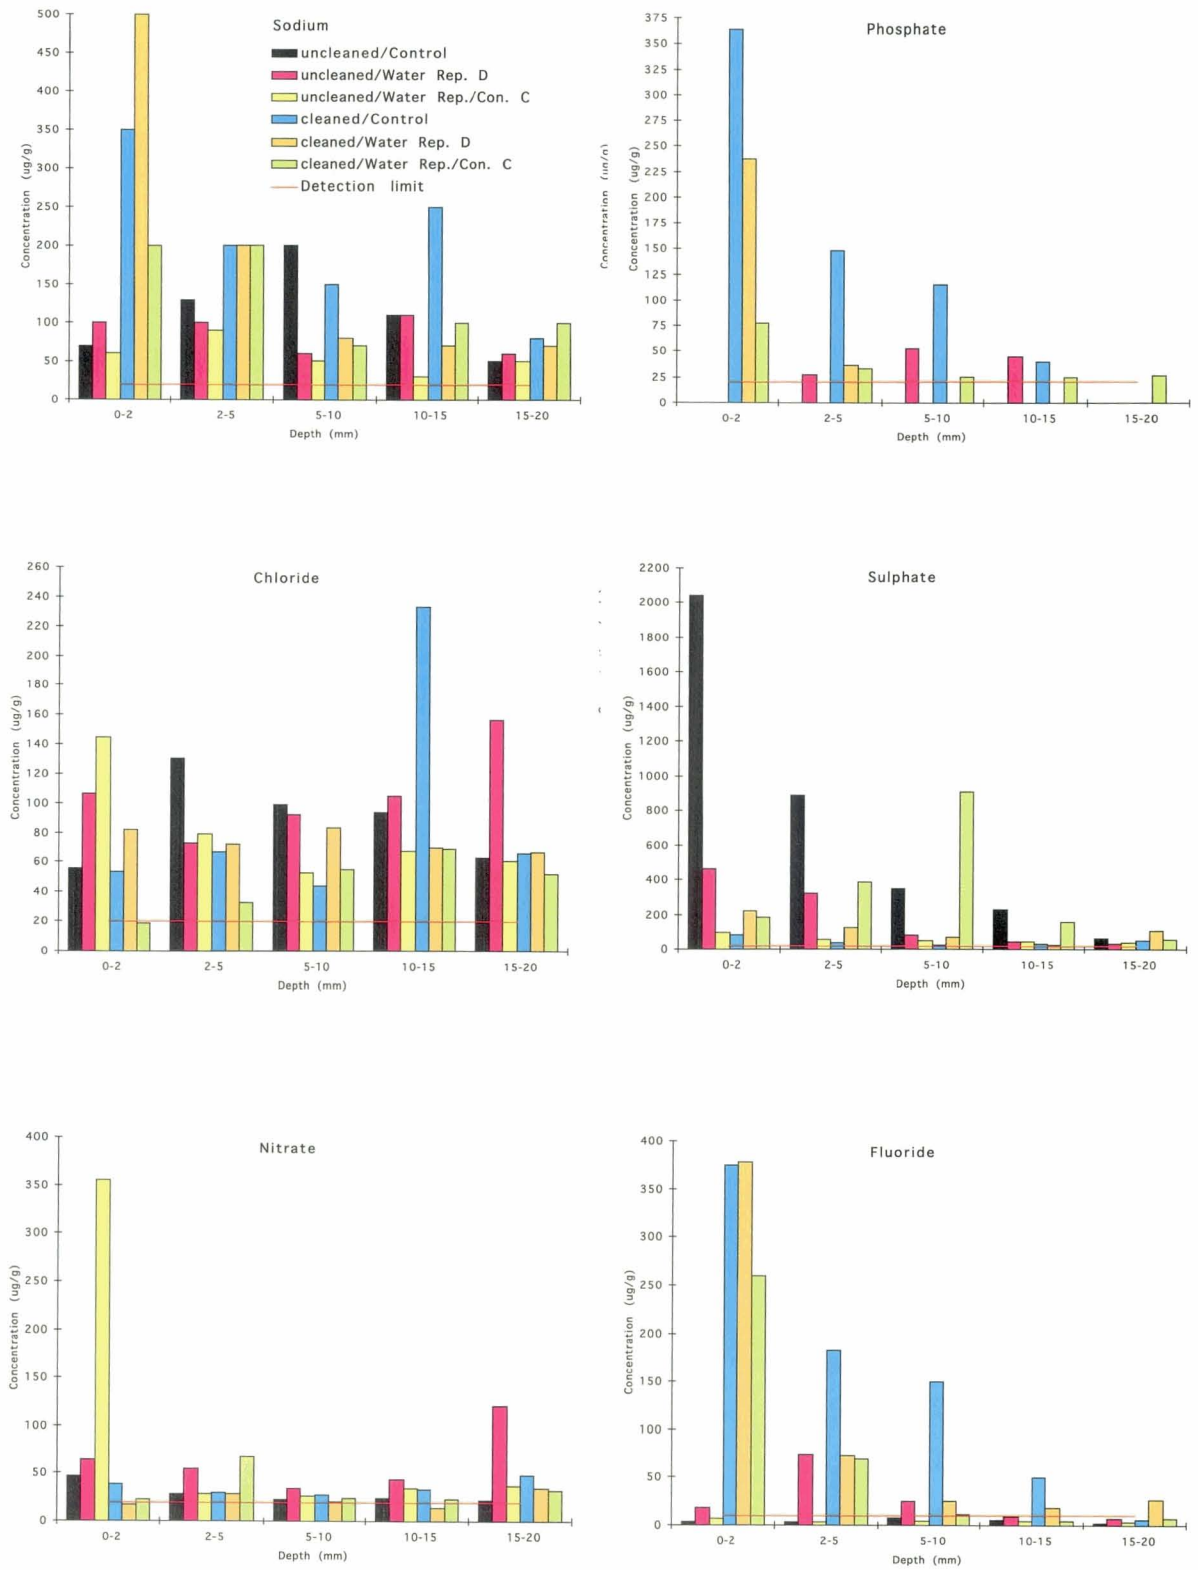 Sodium
uncleaned/Control
uncleaned/Water Rep. D
uncleaned/Water Rep./Con. C
cleaned/Control
cleaned/Water Rep. D
cleaned/Water Rep./Con. C
Detection limit
500
450
400
350
300
250
200
150
100
50
0
Concentration (ug/g)
0-2 2-5 5-10 10-15 15-20
Depth (mm)
Phosphate
375
350
325
300
275
250
225
200
175
150
125
100
75
50
25
0
Concentration (ug/g)
Concentration (ug/g)
0-2 2-5 5-10 10-15 15-20
Depth (mm)
Chloride
260
240
220
200
180
160
140
120
100
80
60
40
20
0
Concentration (ug/g)
0-2 2-5 5-10 10-15 15-20
Depth (mm)
Sulphate
2200
2000
1800
1600
1400
1200
1000
800
600
400
200
0
Concentration (ug/g)
0-2 2-5 5-10 10-15 15-20
Depth (mm)
Nitrate
400
350
300
250
200
150
100
50
0
Concentration (ug/g)
0-2 2-5 5-10 10-15 15-20
Depth (mm)
Fluoride
400
350
300
250
200
150
100
50
0
Concentration (ug/g)
0-2 2-5 5-10 10-15 15-20
Depth (mm)